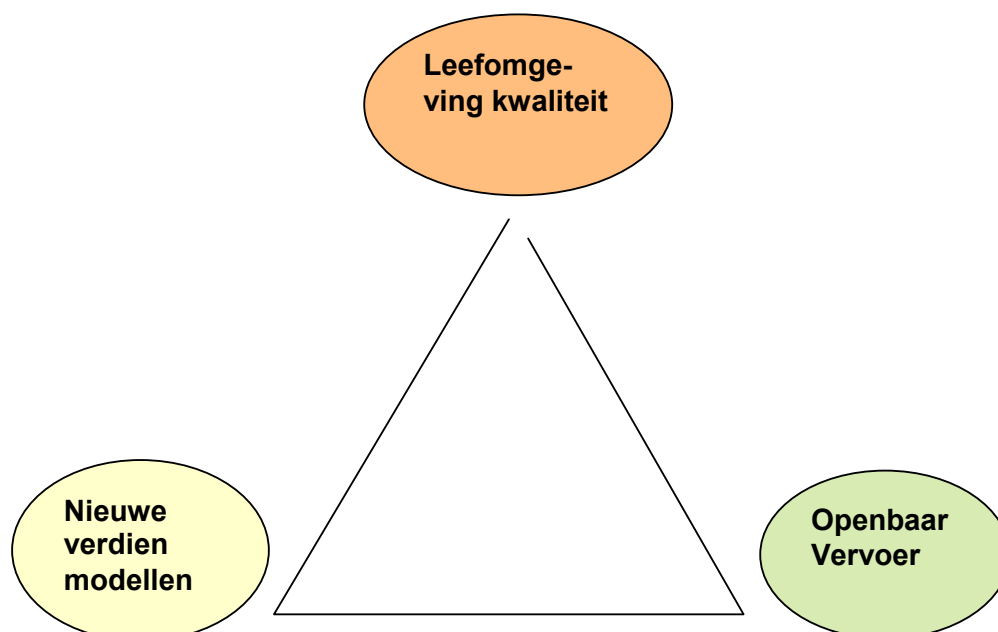 Leefomge-
ving kwaliteit
Nieuwe
verdien
modellen
Openbaar
Vervoer